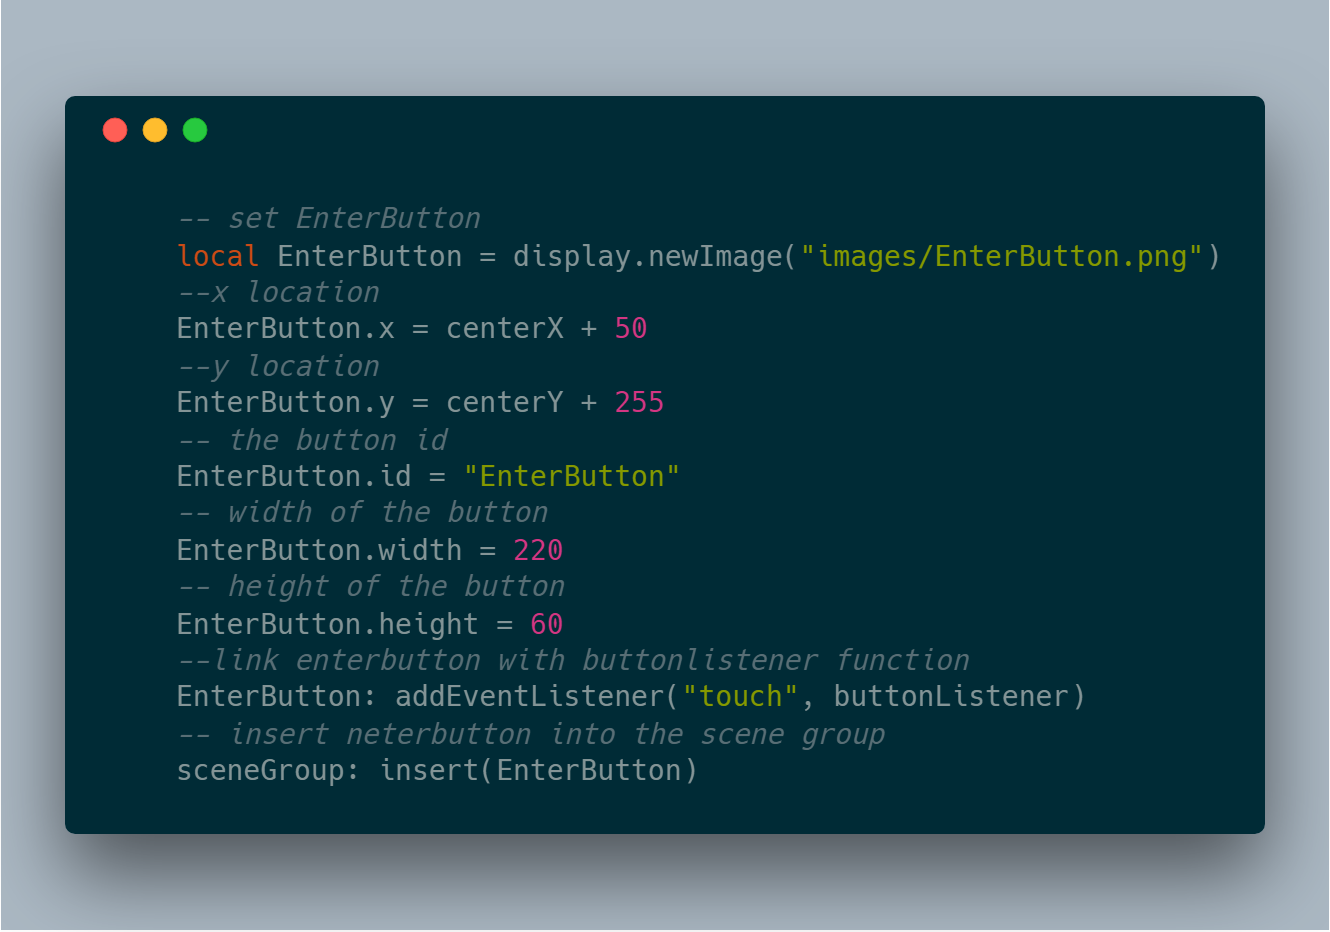 -- set EnterButton
local EnterButton = display.newImage("images/EnterButton.png")
--x location
EnterButton.x = centerX + 50
--y location
EnterButton.y = centerY + 255
-- the button id
EnterButton.id = "EnterButton"
-- width of the button
EnterButton.width = 220
-- height of the button
EnterButton.height = 60
--link enterbutton with buttonlistener function
EnterButton: addEventListener("touch", buttonListener)
-- insert neterbutton into the scene group
sceneGroup: insert(EnterButton)